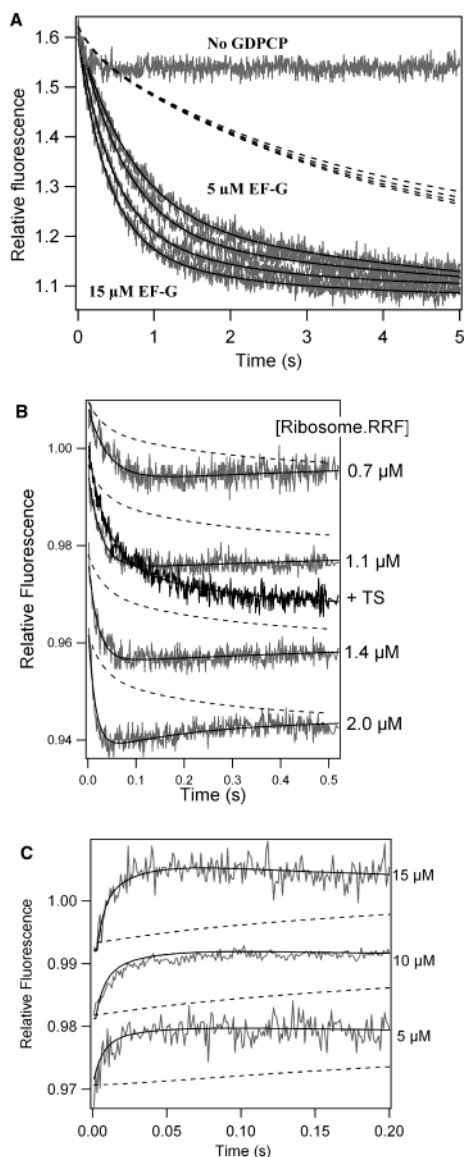 A
1.6
1.5
1.4
1.3
1.2
1.1
Relative fluorescence
No GDPCP
5 µM EF-G
15 µM EF-G
0
1
2
3
4
5
Time (s)
B
1.00
0.98
0.96
0.94
Relative Fluorescence
[Ribosome.RRF]
0.7 µM
1.1 µM
+ TS
1.4 µM
2.0 µM
0.0
0.1
0.2
0.3
0.4
0.5
Time (s)
C
1.00
0.99
0.98
0.97
Relative Fluorescence
15 µM
10 µM
5 µM
0.00
0.05
0.10
0.15
0.20
Time (s)